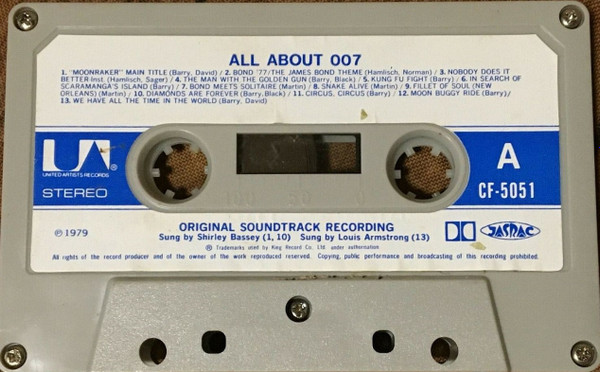 ALL ABOUT 007
1. "MOONRAKER" MAIN TITLE (Barry, David) / 2. BOND '77/THE JAMES BOND THEME (Hamlisch, Norman) / 3. NOBODY DOES IT
BETTER-Inst. (Hamlisch, Sager) / 4. THE MAN WITH THE GOLDEN GUN (Barry, Black) / 5. KUNG FU FIGHT (Barry) / 6. IN SEARCH OF
SCARAMANGA'S ISLAND (Barry) / 7. BOND MEETS SOLITAIRE (Martin) / 8. SNAKE ALIVE (Martin) / 9. FILLET OF SOUL (NEW
ORLEANS) (Martin) / 10. DIAMONDS ARE FOREVER (Barry, Black) / 11. CIRCUS, CIRCUS (Barry) / 12. MOON BUGGY RIDE (Barry)/
13. WE HAVE ALL THE TIME IN THE WORLD (Barry, David)
UA®
UNITED ARTISTS RECORDS
STEREO
A
CF-5051
℗ 1979
ORIGINAL SOUNDTRACK RECORDING
Sung by Shirley Bassey (1, 10) Sung by Louis Armstrong (13)
® Trademarks used by King Record Co. Ltd. under authorisation
JASRAC
All rights of the record producer and of the owner of the work reproduced reserved. Copying, public performance and broadcasting of this recording prohibited.